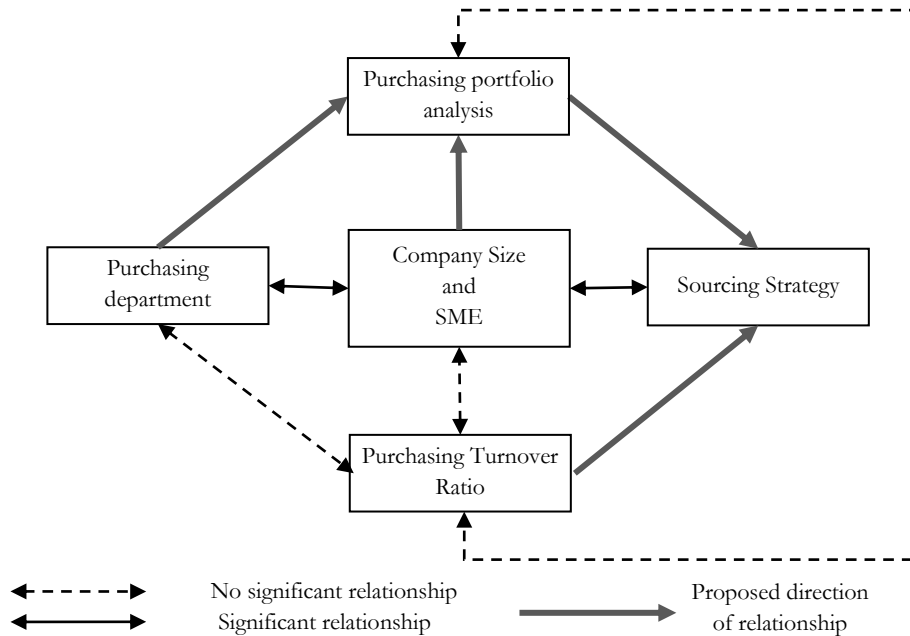 Purchasing portfolio
analysis
Purchasing
department
Company Size
and
SME
Sourcing Strategy
Purchasing Turnover
Ratio
No significant relationship
Significant relationship
Proposed direction
of relationship